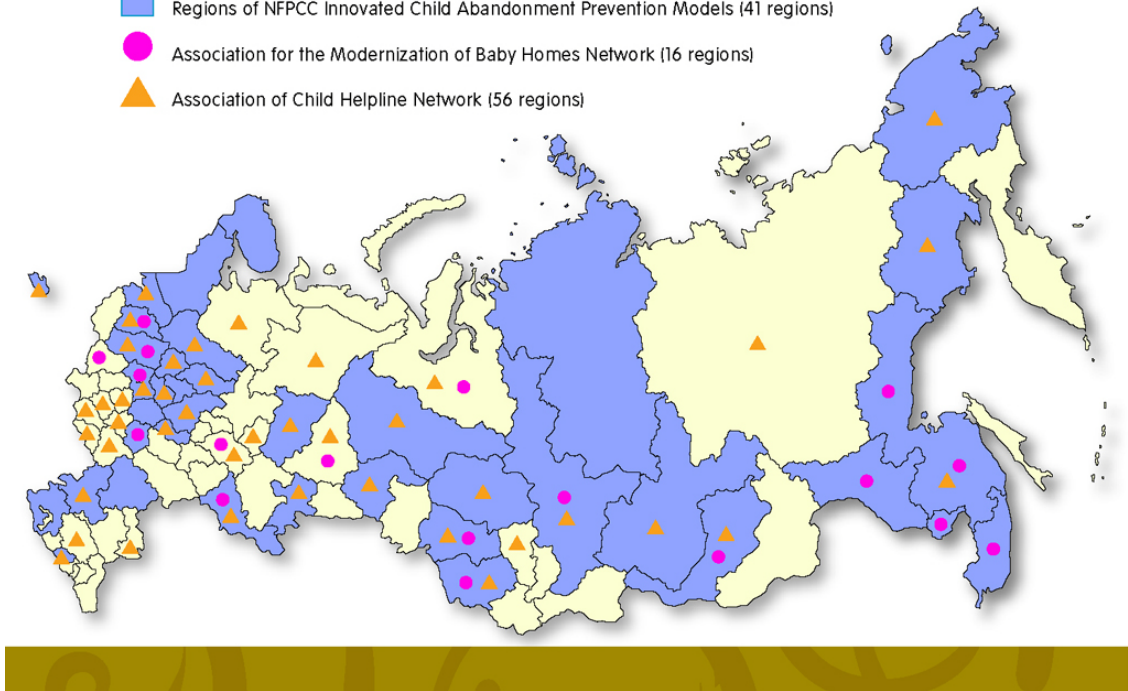 Regions of NFPCC Innovated Child Abandonment Prevention Models (41 regions)
Association for the Modernization of Baby Homes Network (16 regions)
Association of Child Helpline Network (56 regions)